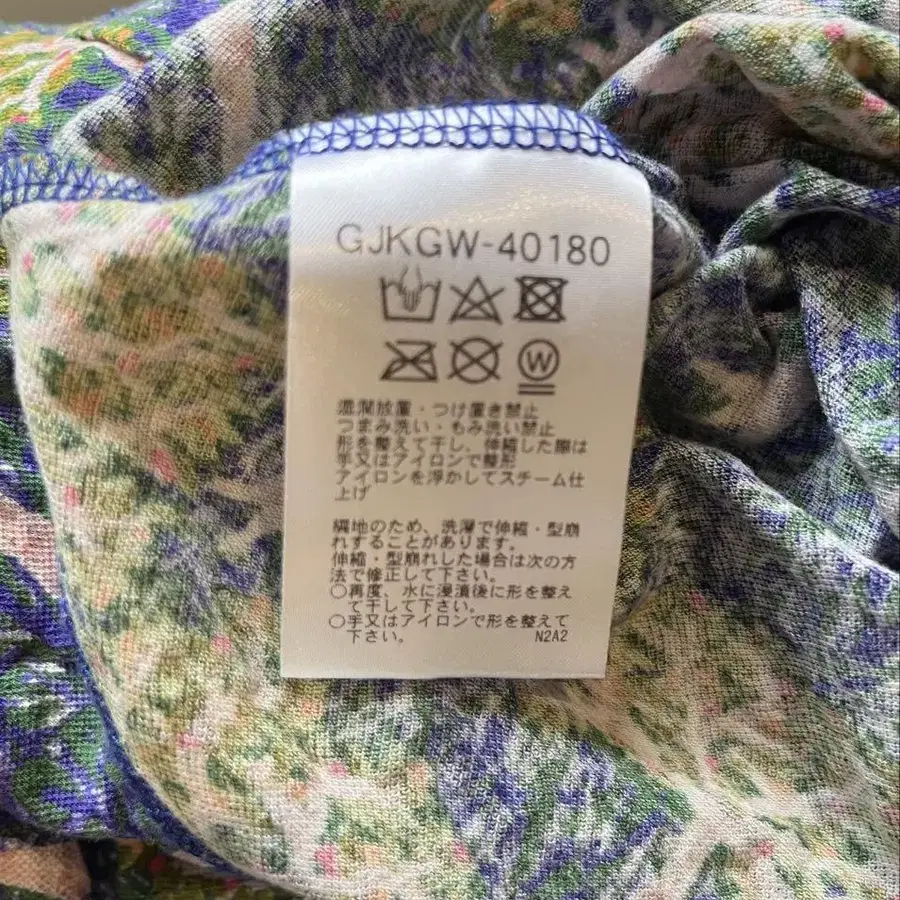 GJKGW-40180
W
湿潤放置・つけ置き禁止
つまみ洗い・もみ洗い禁止
形を整えて干し、伸縮した際は
手又はアイロンで整形
アイロンを浮かしてスチーム仕
上げ
編地のため、洗濯で伸縮・型崩
れすることがあります。
伸縮・型崩れした場合は次の方
法で修正して下さい。
○再度、水に浸漬後に形を整え
て干して下さい。
○手又はアイロンで形を整えて
下さい。 N2A2